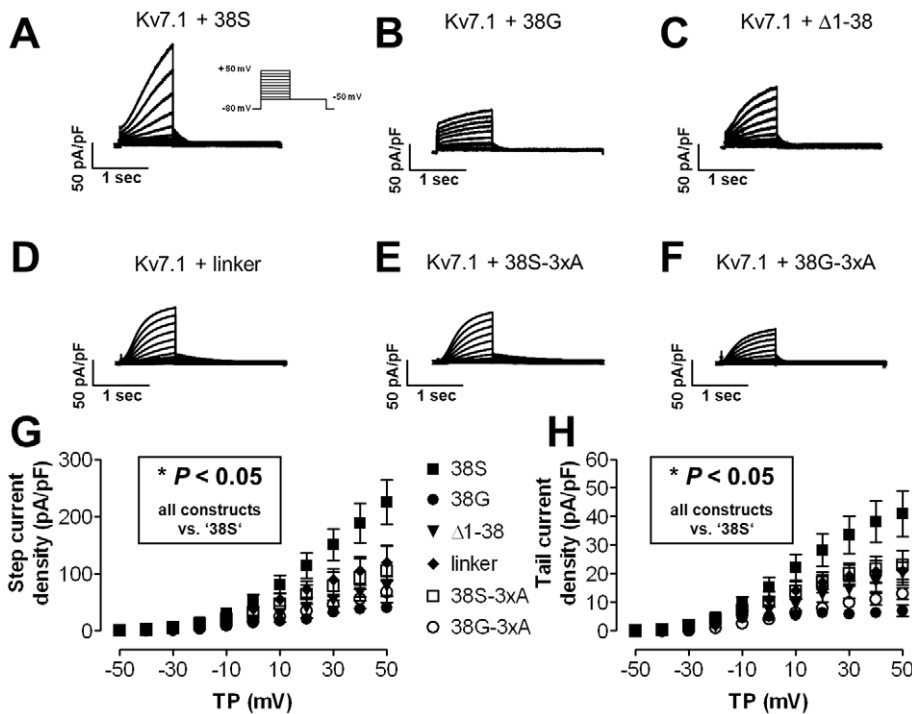 A
Kv7.1 + 38S
+50 mV
-50 mV
-90 mV
50 pA/pF
1 sec
B
Kv7.1 + 38G
50 pA/pF
1 sec
C
Kv7.1 + Δ1-38
50 pA/pF
1 sec
D
Kv7.1 + linker
50 pA/pF
1 sec
E
Kv7.1 + 38S-3xA
50 pA/pF
1 sec
F
Kv7.1 + 38G-3xA
50 pA/pF
1 sec
G
Step current
density (pA/pF)
300
200
100
0
* P < 0.05
all constructs
vs. ‘38S‘
-50
-30
-10
10
30
50
TP (mV)
38S
38G
Δ1-38
linker
38S-3xA
38G-3xA
H
Tail current
density (pA/pF)
60
50
40
30
20
10
0
* P < 0.05
all constructs
vs. ‘38S‘
-50
-30
-10
10
30
50
TP (mV)